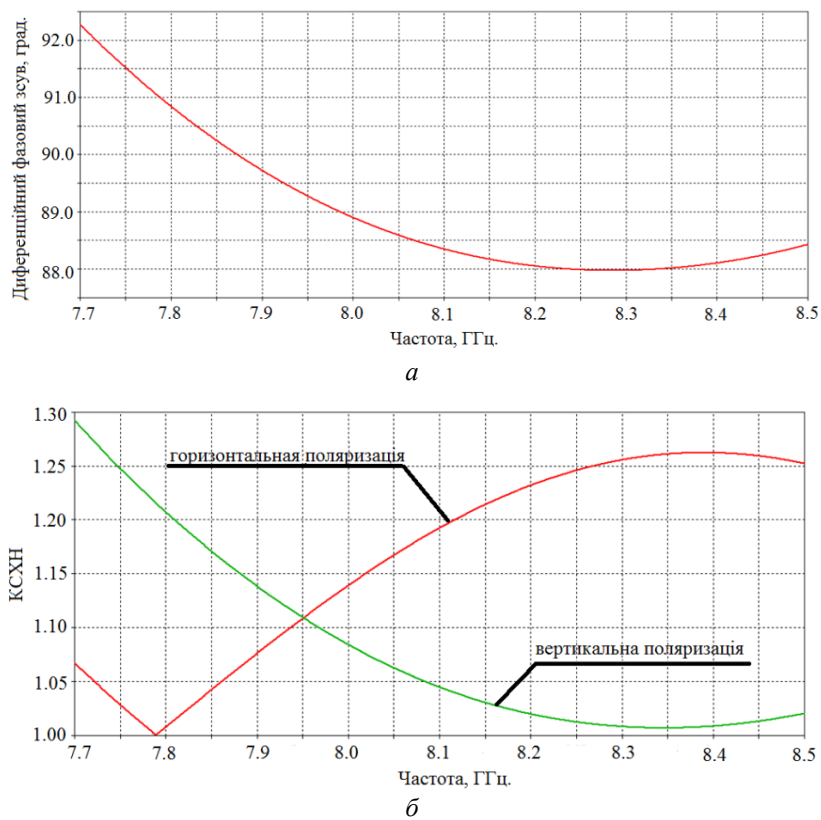 Диференційний фазовий зсув, град.
92.0
91.0
90.0
89.0
88.0
7.7 7.8 7.9 8.0 8.1 8.2 8.3 8.4 8.5
Частота, ГГц.
а
КСХН
1.30
1.25
1.20
1.15
1.10
1.05
1.00
горизонтальная поляризація
вертикальна поляризація
7.7 7.8 7.9 8.0 8.1 8.2 8.3 8.4 8.5
Частота, ГГц.
б